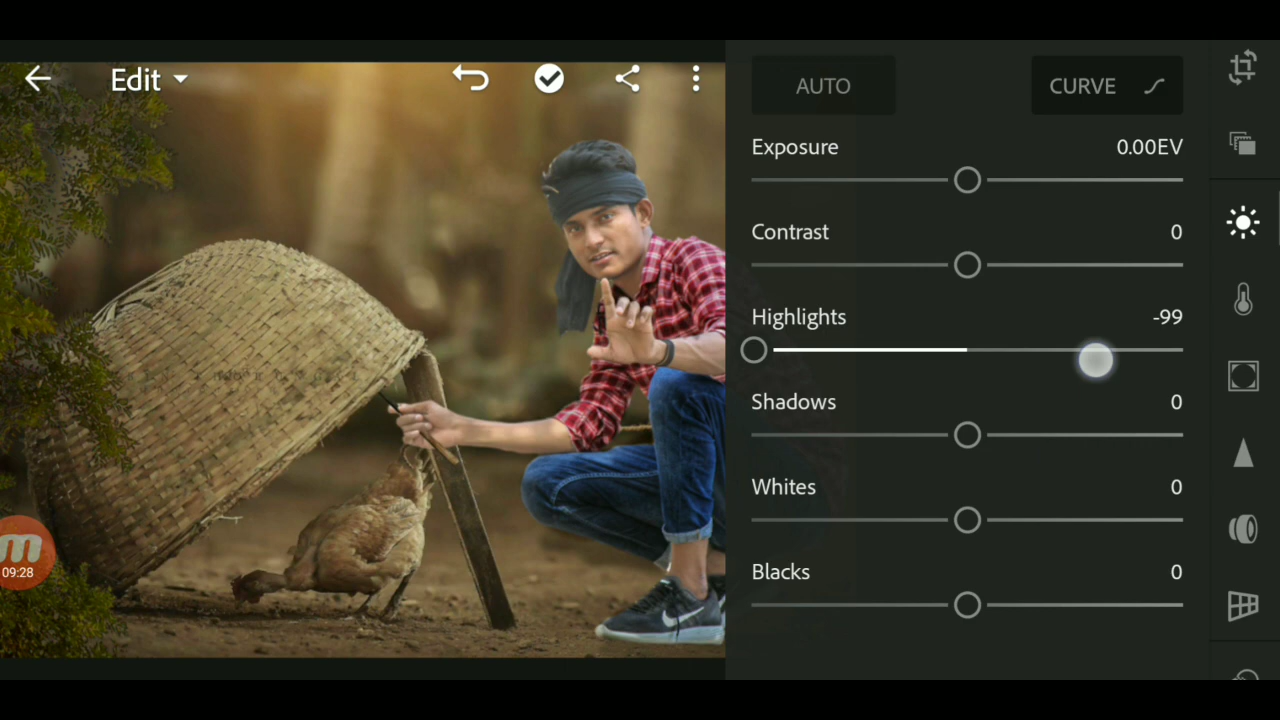 Edit
AUTO
CURVE
Exposure 0.00EV
Contrast 0
Highlights -99
Shadows 0
Whites 0
Blacks 0
09:28